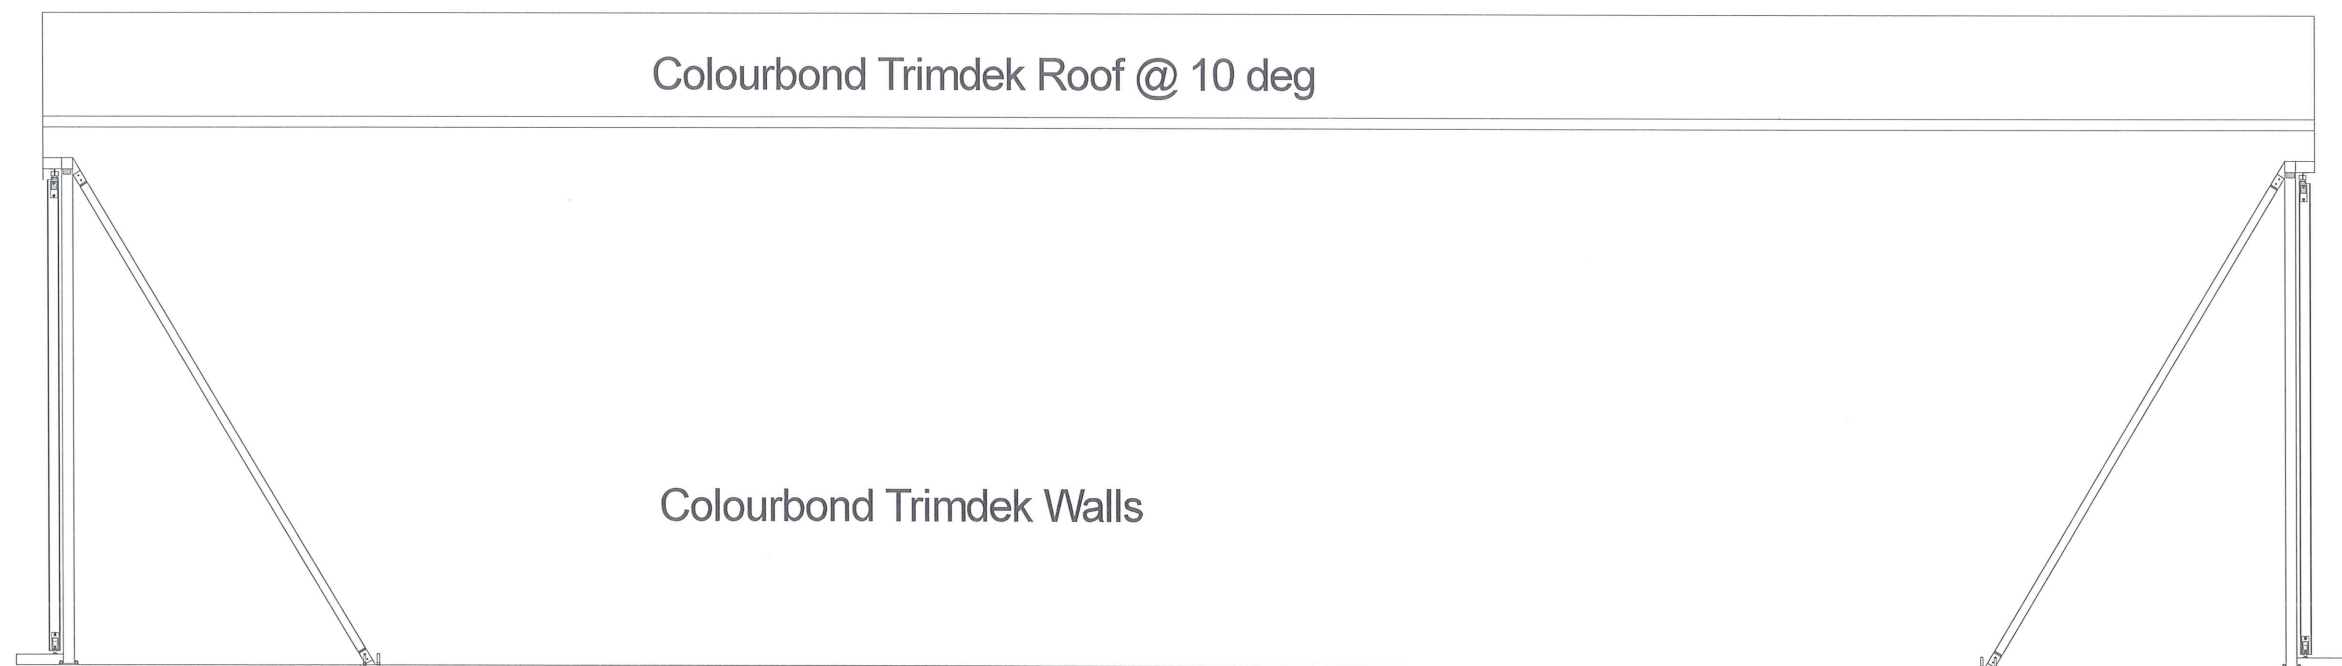 Colourbond Trimdek Roof @ 10 deg
Colourbond Trimdek Walls